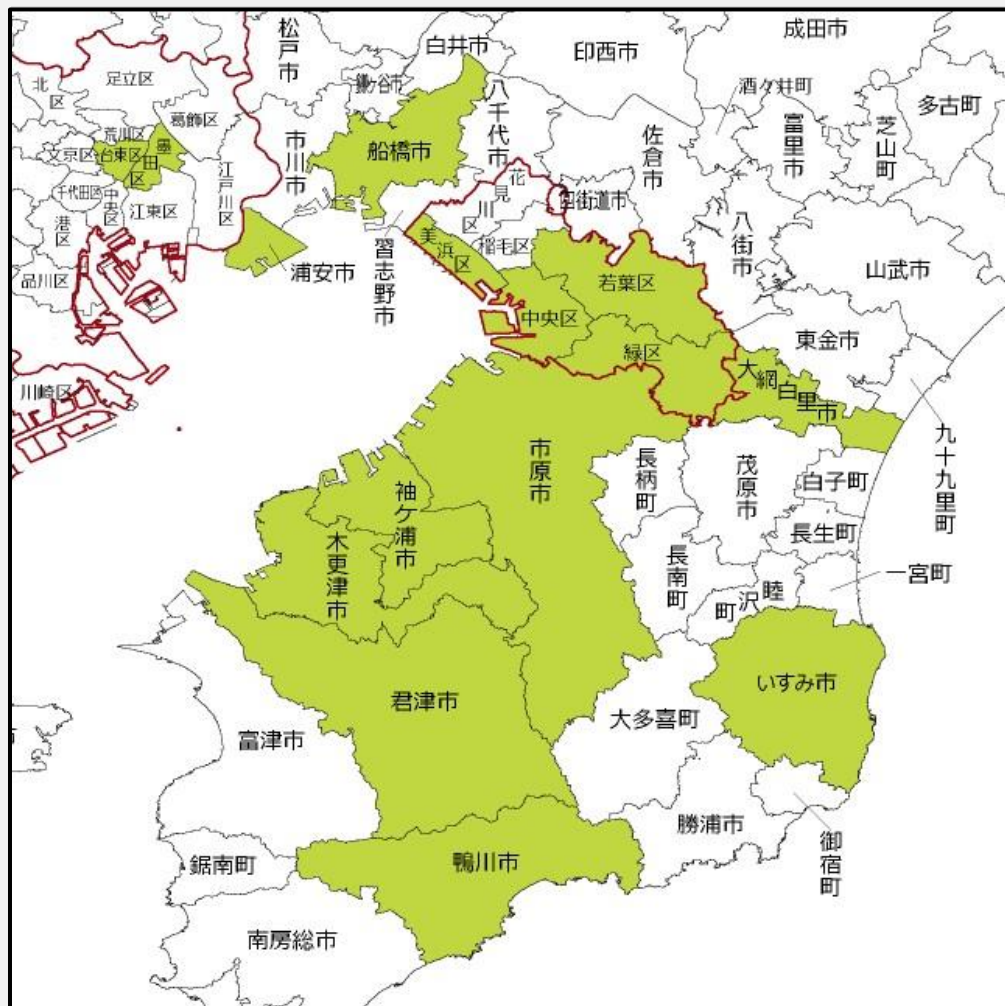 松戸市
白井市
印西市
成田市
足立区
北区
鎌ケ谷市
八千代市
酒々井町
多古町
葛飾区
荒川区
墨田区
文京区
台東区
船橋市
市川市
佐倉市
富里市
芝山町
千代田区
中央区
江東区
江戸川区
港区
品川区
浦安市
習志野市
花見川区
四街道市
美浜区
稲毛区
若葉区
八街市
山武市
中央区
緑区
東金市
大網白里市
川崎区
九十九里町
市原市
長柄町
茂原市
白子町
袖ケ浦市
木更津市
長生町
長南町
睦沢町
一宮町
いすみ市
君津市
富津市
大多喜町
勝浦市
御宿町
鴨川市
鋸南町
南房総市